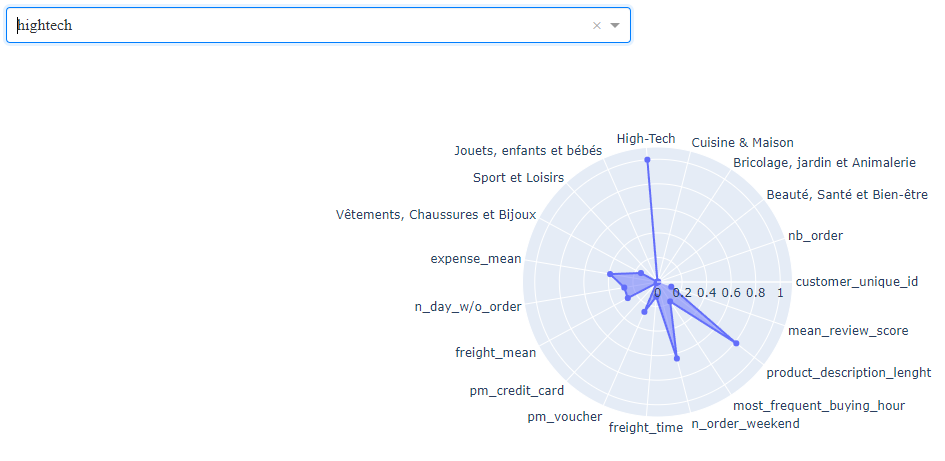 hightech
High-Tech
Cuisine & Maison
Jouets, enfants et bébés
Bricolage, jardin et Animalerie
Sport et Loisirs
Beauté, Santé et Bien-être
Vêtements, Chaussures et Bijoux
nb_order
expense_mean
customer_unique_id
0 0.2 0.4 0.6 0.8 1
n_day_w/o_order
mean_review_score
freight_mean
product_description_lenght
pm_credit_card
most_frequent_buying_hour
pm_voucher
n_order_weekend
freight_time